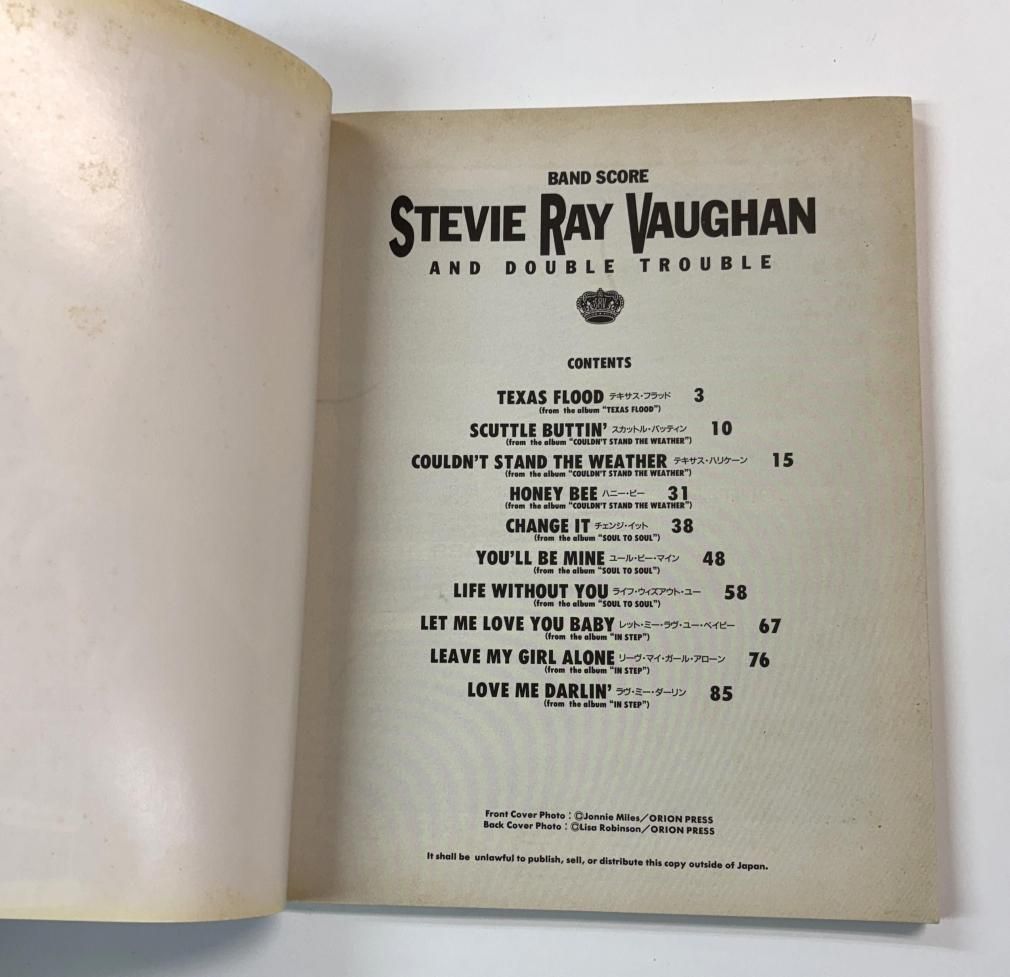 BAND SCORE
STEVIE RAY VAUGHAN
AND DOUBLE TROUBLE
CONTENTS
TEXAS FLOOD テキサス・フラッド 3
(from the album "TEXAS FLOOD")
SCUTTLE BUTTIN' スカットル・バッティン 10
(from the album "COULDN'T STAND THE WEATHER")
COULDN'T STAND THE WEATHER テキサス・ハリケーン 15
(from the album "COULDN'T STAND THE WEATHER")
HONEY BEE ハニー・ビー 31
(from the album "COULDN'T STAND THE WEATHER")
CHANGE IT チェンジ・イット 38
(from the album "SOUL TO SOUL")
YOU'LL BE MINE ユール・ビー・マイン 48
(from the album "SOUL TO SOUL")
LIFE WITHOUT YOU ライフ・ウィズアウト・ユー 58
(from the album "SOUL TO SOUL")
LET ME LOVE YOU BABY レット・ミー・ラヴ・ユー・ベイビー 67
(from the album "IN STEP")
LEAVE MY GIRL ALONE リーヴ・マイ・ガール・アローン 76
(from the album "IN STEP")
LOVE ME DARLIN' ラヴ・ミー・ダーリン 85
(from the album "IN STEP")
Front Cover Photo：©Jonnie Miles／ORION PRESS
Back Cover Photo：©Lisa Robinson／ORION PRESS
It shall be unlawful to publish, sell, or distribute this copy outside of Japan.